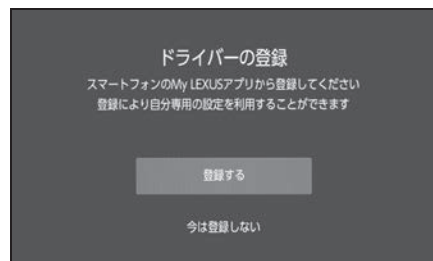 ドライバーの登録
スマートフォンのMy LEXUSアプリから登録してください
登録により自分専用の設定を利用することができます
登録する
今は登録しない